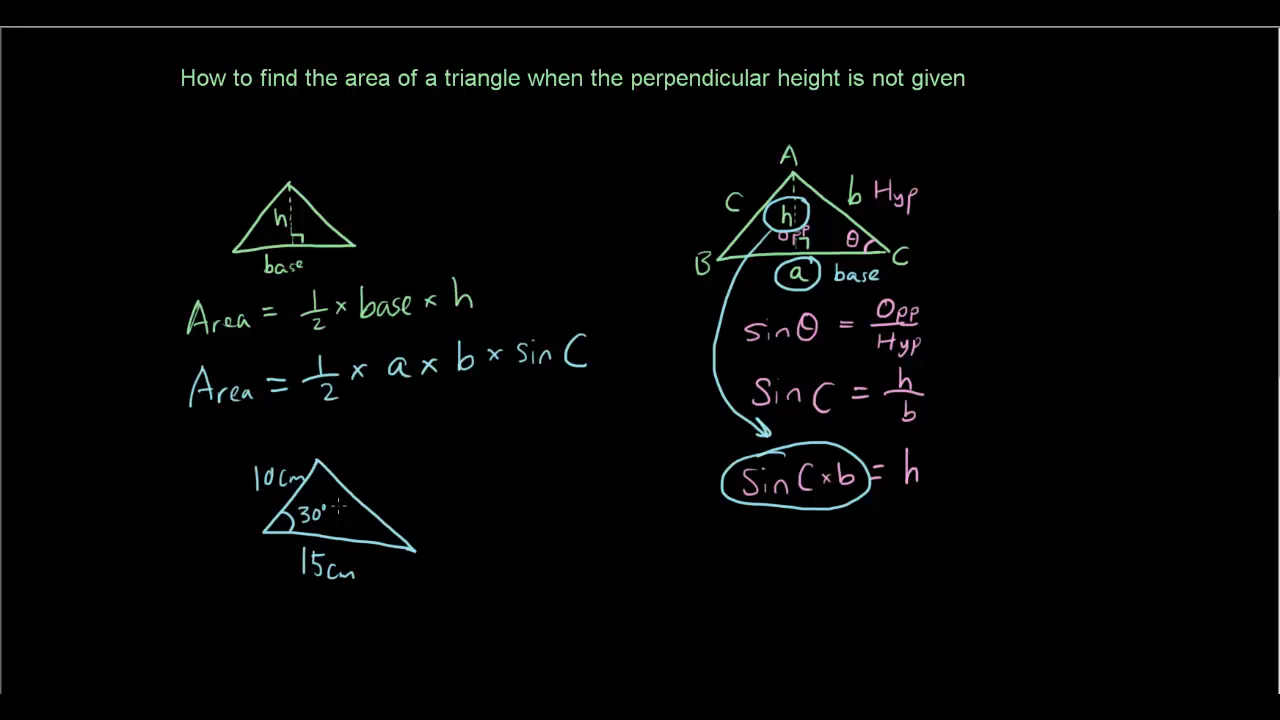 How to find the area of a triangle when the perpendicular height is not given
h
base
Area = 1/2 × base × h
Area = 1/2 × a × b × sin C
10cm
30°
15cm
A
C
b Hyp
h
opp
θ
B
C
a base
sinθ = Opp/Hyp
Sin C = h/b
Sin C × b = h